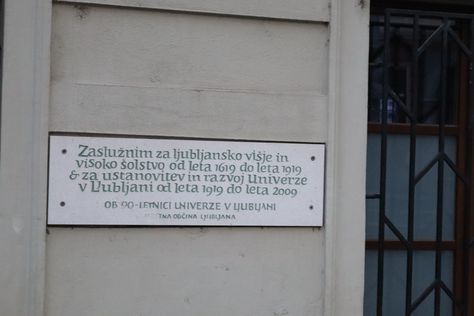 Zaslužnim za ljubljansko višje in
visoko šolstvo od leta 1619 do leta 1919
& za ustanovitev in razvoj Univerze
v Ljubljani od leta 1919 do leta 2009
OB 90-LETNICI UNIVERZE V LJUBLJANI
MESTNA OBČINA LJUBLJANA